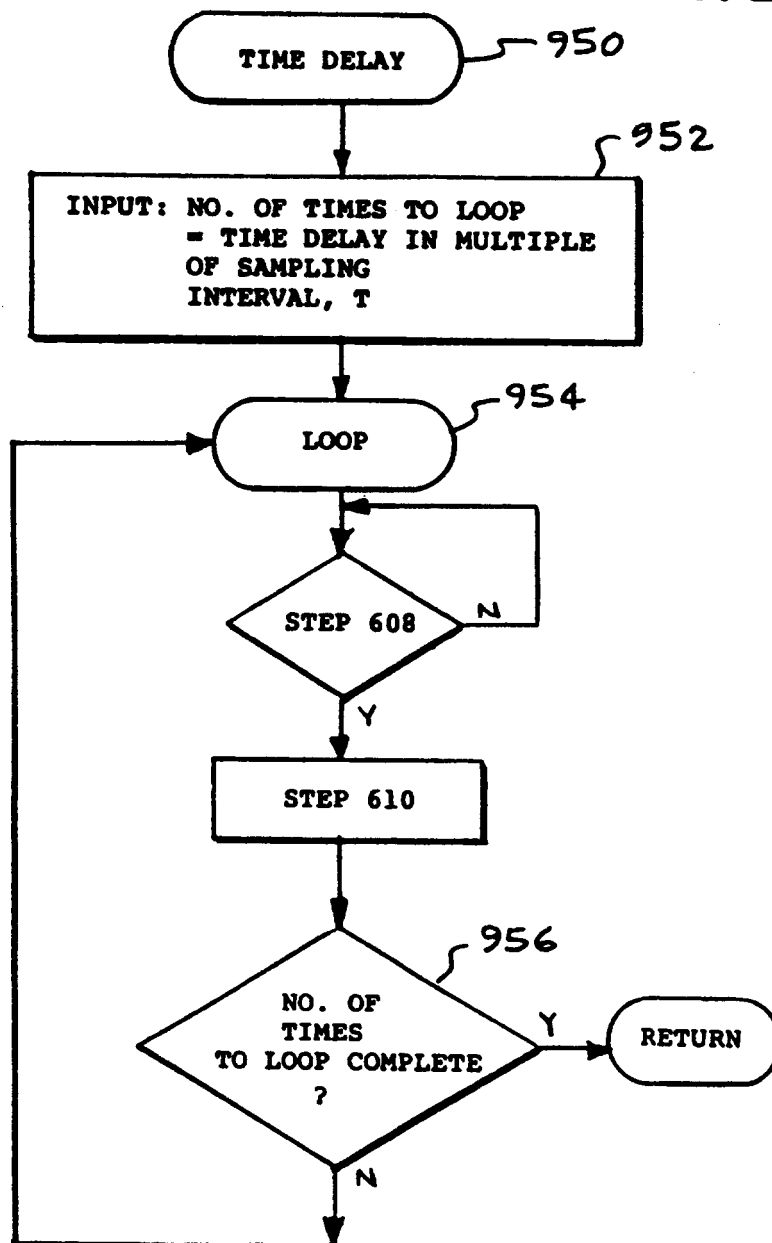 TIME DELAY
950
952
INPUT: NO. OF TIMES TO LOOP
= TIME DELAY IN MULTIPLE
OF SAMPLING
INTERVAL, T
954
LOOP
STEP 608
N
Y
STEP 610
956
NO. OF
TIMES
TO LOOP COMPLETE
?
Y
RETURN
N